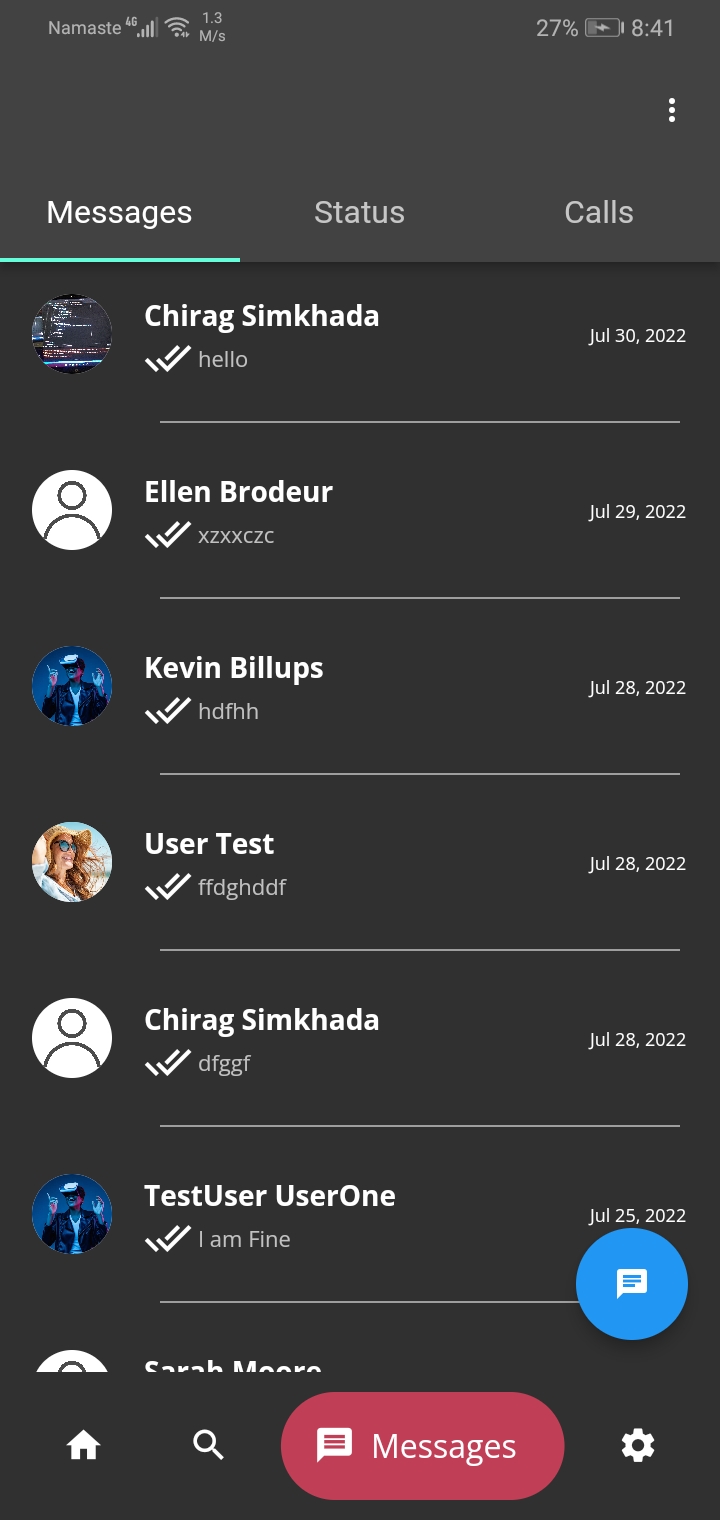 Namaste 4G 1.3 M/s 27% 8:41
Messages Status Calls
Chirag Simkhada
Jul 30, 2022
hello
Ellen Brodeur
Jul 29, 2022
xzxxczc
Kevin Billups
Jul 28, 2022
hdfhh
User Test
Jul 28, 2022
ffdghddf
Chirag Simkhada
Jul 28, 2022
dfggf
TestUser UserOne
Jul 25, 2022
I am Fine
Sarah Moore
Messages